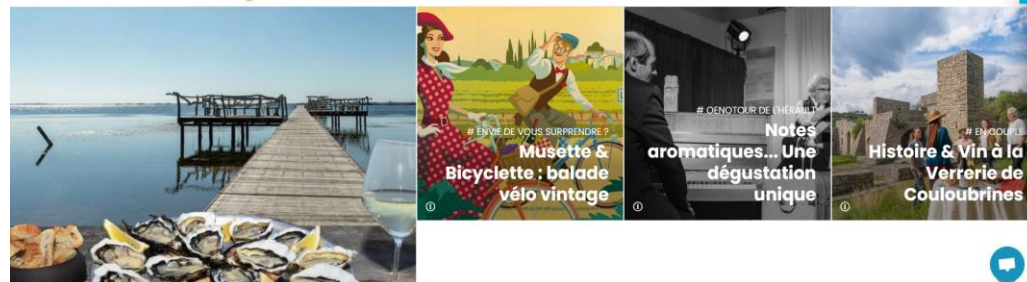 # ENVIE DE VOUS SURPRENDRE ?
Musette &
Bicyclette : balade
vélo vintage
# OENOTOUR DE L'HÉRAULT
Notes
aromatiques... Une
dégustation
unique
# EN COUPLE
Histoire & Vin à la
Verrerie de
Couloubrines